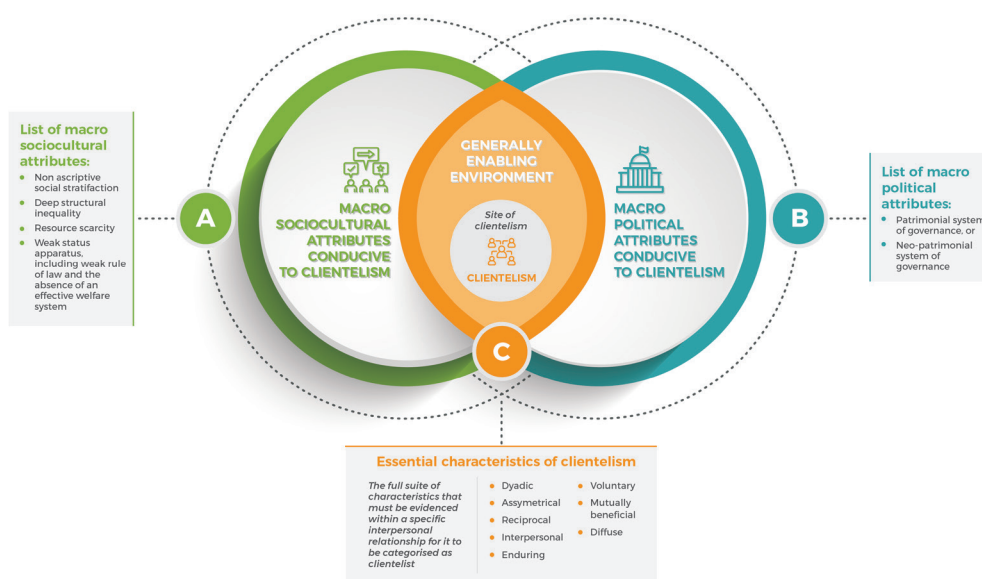 List of macro
sociocultural
attributes:
Non ascriptive
social stratifaction
Deep structural
inequality
Resource scarcity
Weak status
apparatus,
including weak rule
of law and the
absence of an
effective welfare
system
A
MACRO
SOCIOCULTURAL
ATTRIBUTES
CONDUCIVE
TO CLIENTELISM
GENERALLY
ENABLING
ENVIRONMENT
Site of
clientelism
CLIENTELISM
MACRO
POLITICAL
ATTRIBUTES
CONDUCIVE
TO CLIENTELISM
B
List of macro
political
attributes:
Patrimonial system
of governance, or
Neo-patrimonial
system of
governance
C
Essential characteristics of clientelism
The full suite of
characteristics that
must be evidenced
within a specific
interpersonal
relationship for it to
be categorised as
clientelist
Dyadic
Assymetrical
Reciprocal
Interpersonal
Enduring
Voluntary
Mutually
beneficial
Diffuse